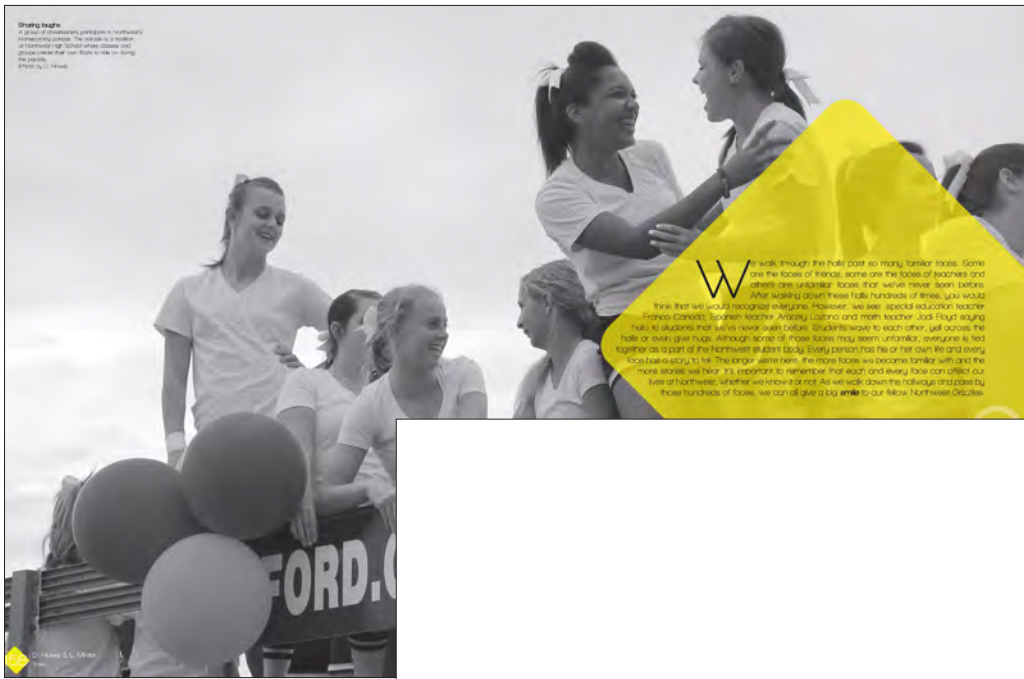 Sharing laughs
A group of cheerleaders participate in Northwest's
Homecoming parade. The parade is a tradition
at Northwest High School where classes and
groups create their own floats to ride on during
the parade.
(Photo by D. Howe)
We walk through the halls past so many familiar faces. Some
are the faces of friends, some are the faces of teachers and
others are unfamiliar faces that we've never seen before.
After walking down these halls hundreds of times, you would
think that we would recognize everyone. However, we see special education teacher
Franco Canedo, Spanish teacher Aracely Lozano and math teacher Jodi Floyd saying
hello to students that we've never seen before. Students wave to each other, yell across the
halls or even give hugs. Although some of those faces may seem unfamiliar, everyone is tied
together as a part of the Northwest student body. Every person has his or her own life and every
face has a story to tell. The longer we're here, the more faces we become familiar with and the
more stories we hear. It's important to remember that each and every face can affect our
lives at Northwest, whether we know it or not. As we walk down the hallways and pass by
those hundreds of faces, we can all give a big smile to our fellow Northwest Grizzlies.
FORD.C
D. Howe & L. Minter